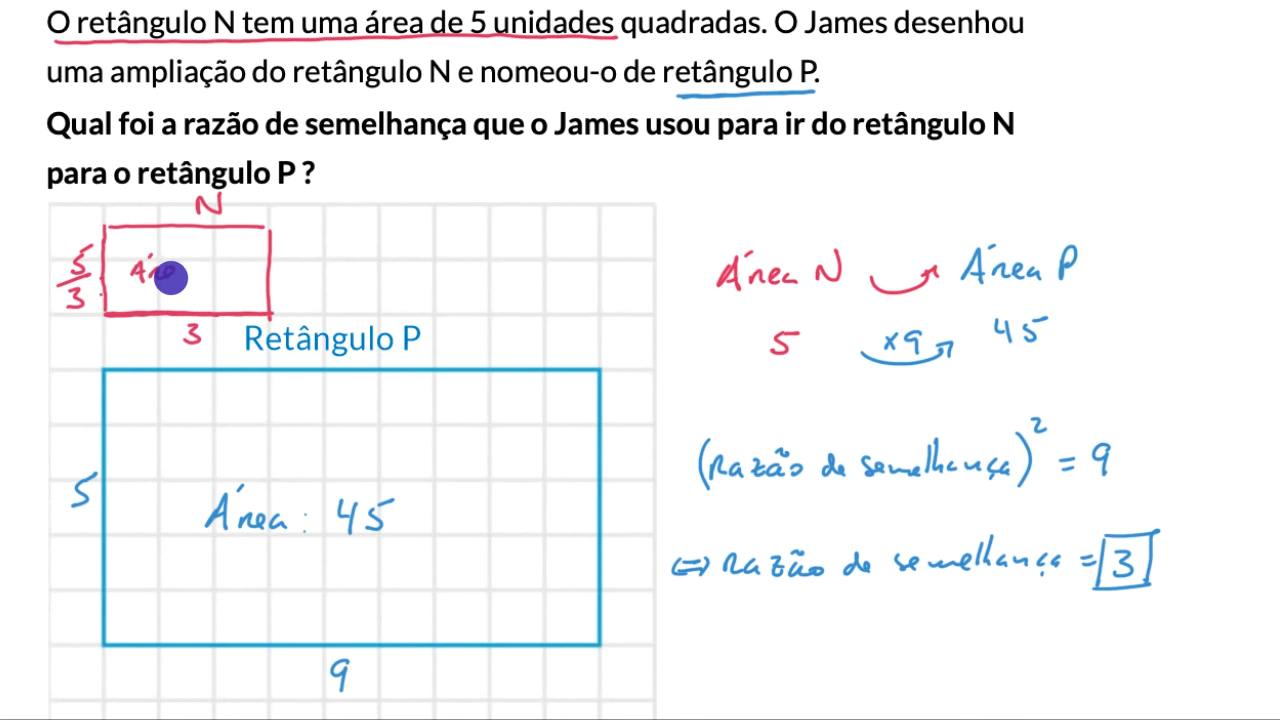 O retângulo N tem uma área de 5 unidades quadradas. O James desenhou
uma ampliação do retângulo N e nomeou-o de retângulo P.
Qual foi a razão de semelhança que o James usou para ir do retângulo N
para o retângulo P ?
N
5
3
3
Retângulo P
5
Área: 45
9
Área N Área P
5 ×9 45
(Razão de semelhança)² = 9
⇔ Razão de semelhança = 3